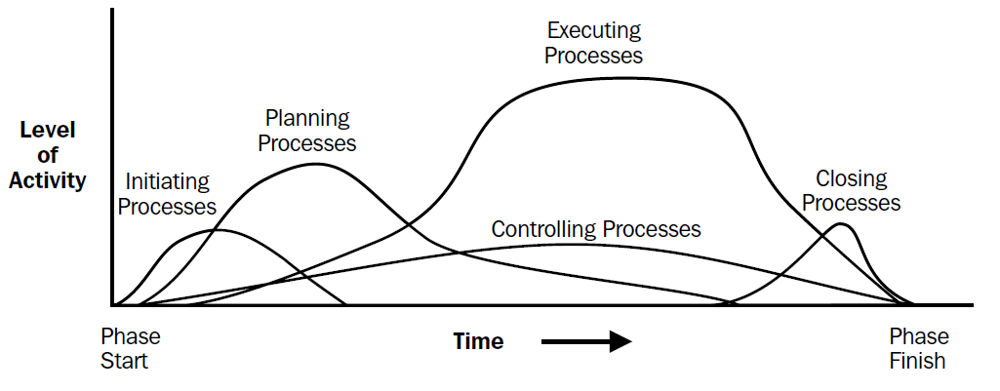 Executing
Processes
Planning
Processes
Level
of
Activity
Initiating
Processes
Closing
Processes
Controlling Processes
Phase
Start
Time
Phase
Finish